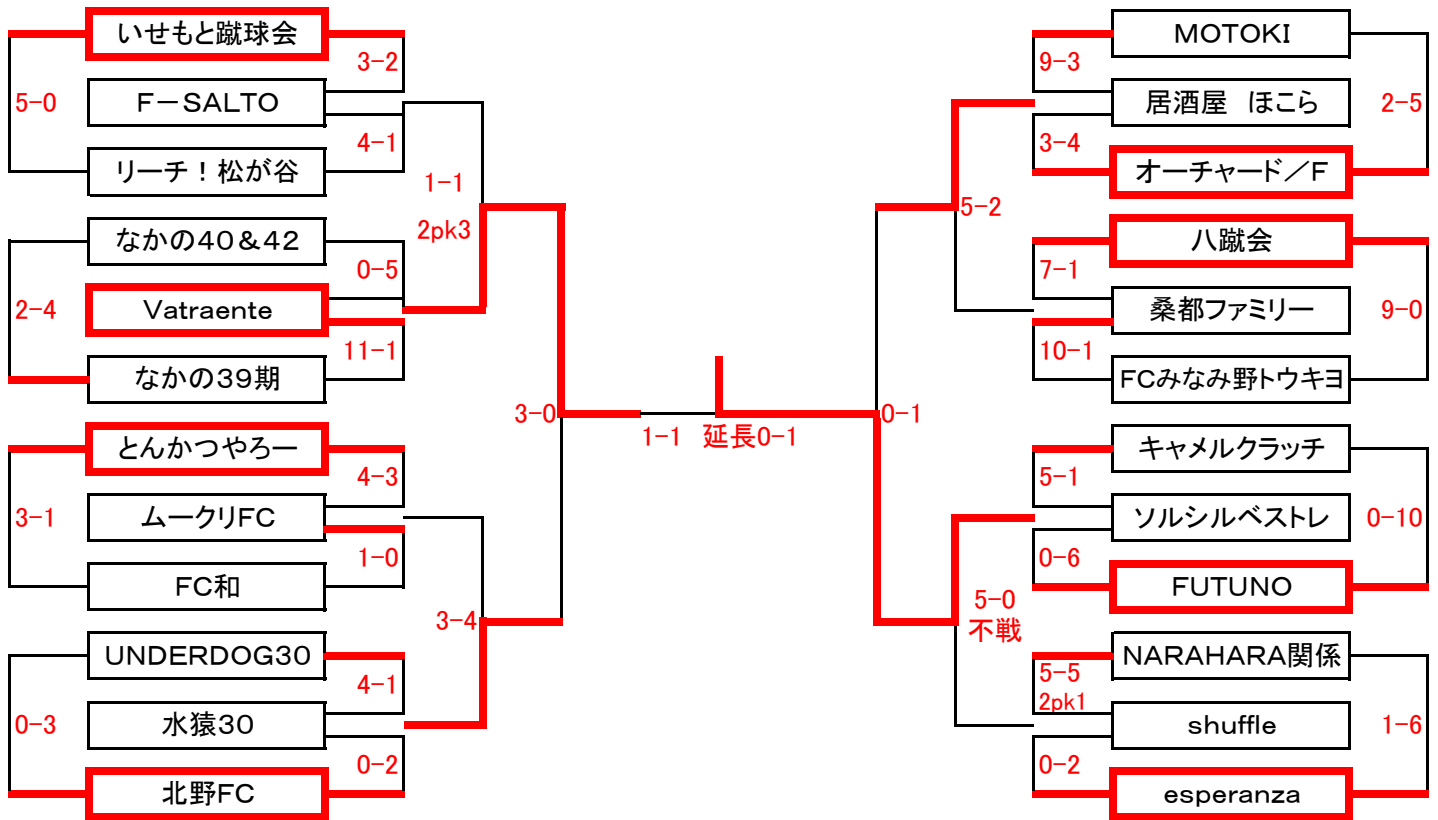 いせもと蹴球会
3-2
5-0
F－SALTO
4-1
リーチ！松が谷
1-1
2pk3
なかの40＆42
0-5
2-4
Vatraente
11-1
なかの39期
3-0
とんかつやろー
4-3
3-1
ムークリFC
1-0
FC和
3-4
UNDERDOG30
4-1
0-3
水猿30
0-2
北野FC
1-1 延長0-1
MOTOKI
9-3
居酒屋　ほこら
2-5
3-4
オーチャード／F
5-2
八蹴会
7-1
桑都ファミリー
9-0
10-1
FCみなみ野トウキヨ
0-1
キャメルクラッチ
5-1
ソルシルベストレ
0-10
0-6
FUTUNO
5-0
不戦
NARAHARA関係
5-5
2pk1
shuffle
1-6
0-2
esperanza